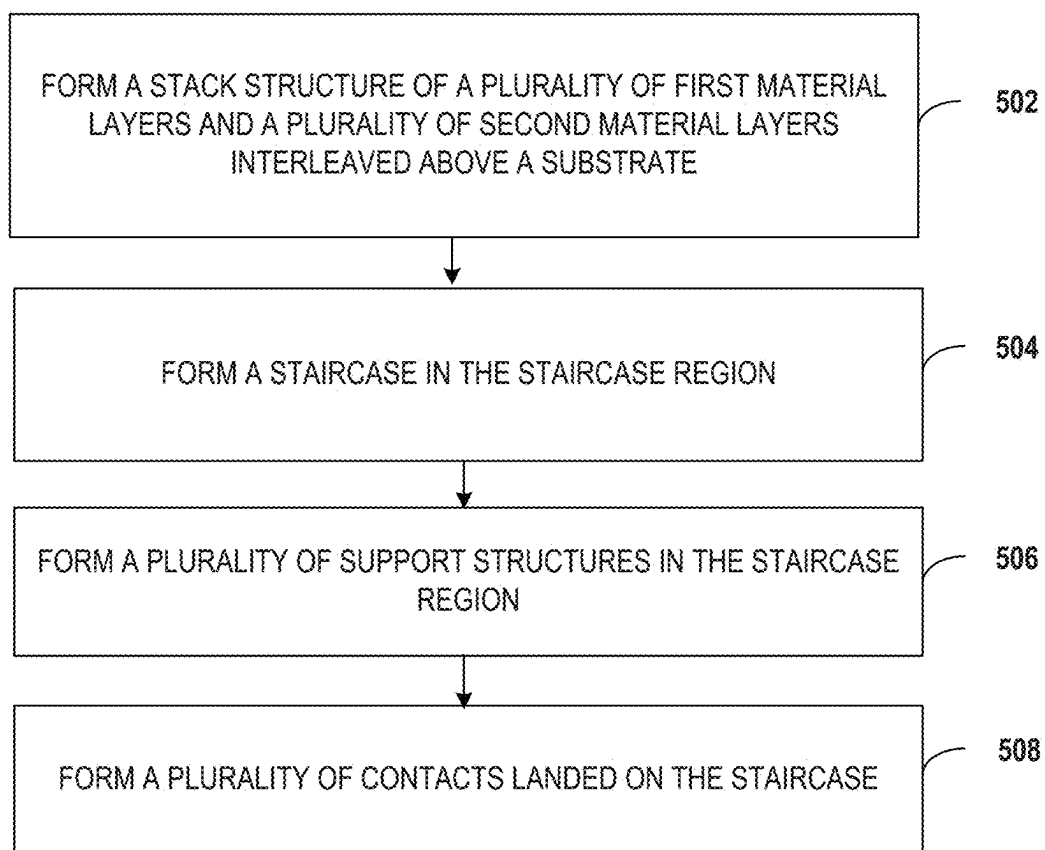 FORM A STACK STRUCTURE OF A PLURALITY OF FIRST MATERIAL
LAYERS AND A PLURALITY OF SECOND MATERIAL LAYERS
INTERLEAVED ABOVE A SUBSTRATE
502
FORM A STAIRCASE IN THE STAIRCASE REGION
504
FORM A PLURALITY OF SUPPORT STRUCTURES IN THE STAIRCASE
REGION
506
FORM A PLURALITY OF CONTACTS LANDED ON THE STAIRCASE
508